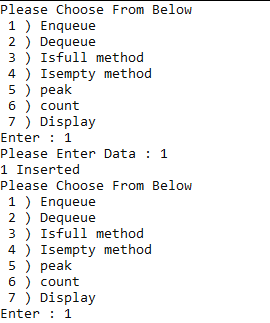 Please Choose From Below
1 ) Enqueue
2 ) Dequeue
3 ) Isfull method
4 ) Isempty method
5 ) peak
6 ) count
7 ) Display
Enter : 1
Please Enter Data : 1
1 Inserted
Please Choose From Below
1 ) Enqueue
2 ) Dequeue
3 ) Isfull method
4 ) Isempty method
5 ) peak
6 ) count
7 ) Display
Enter : 1